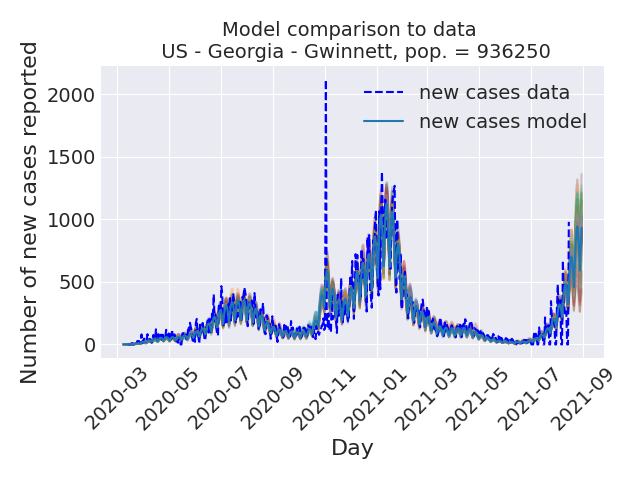 Model comparison to data
US - Georgia - Gwinnett, pop. = 936250
Number of new cases reported
2000
1500
1000
500
0
new cases data
new cases model
2020-03
2020-05
2020-07
2020-09
2020-11
2021-01
2021-03
2021-05
2021-07
2021-09
Day